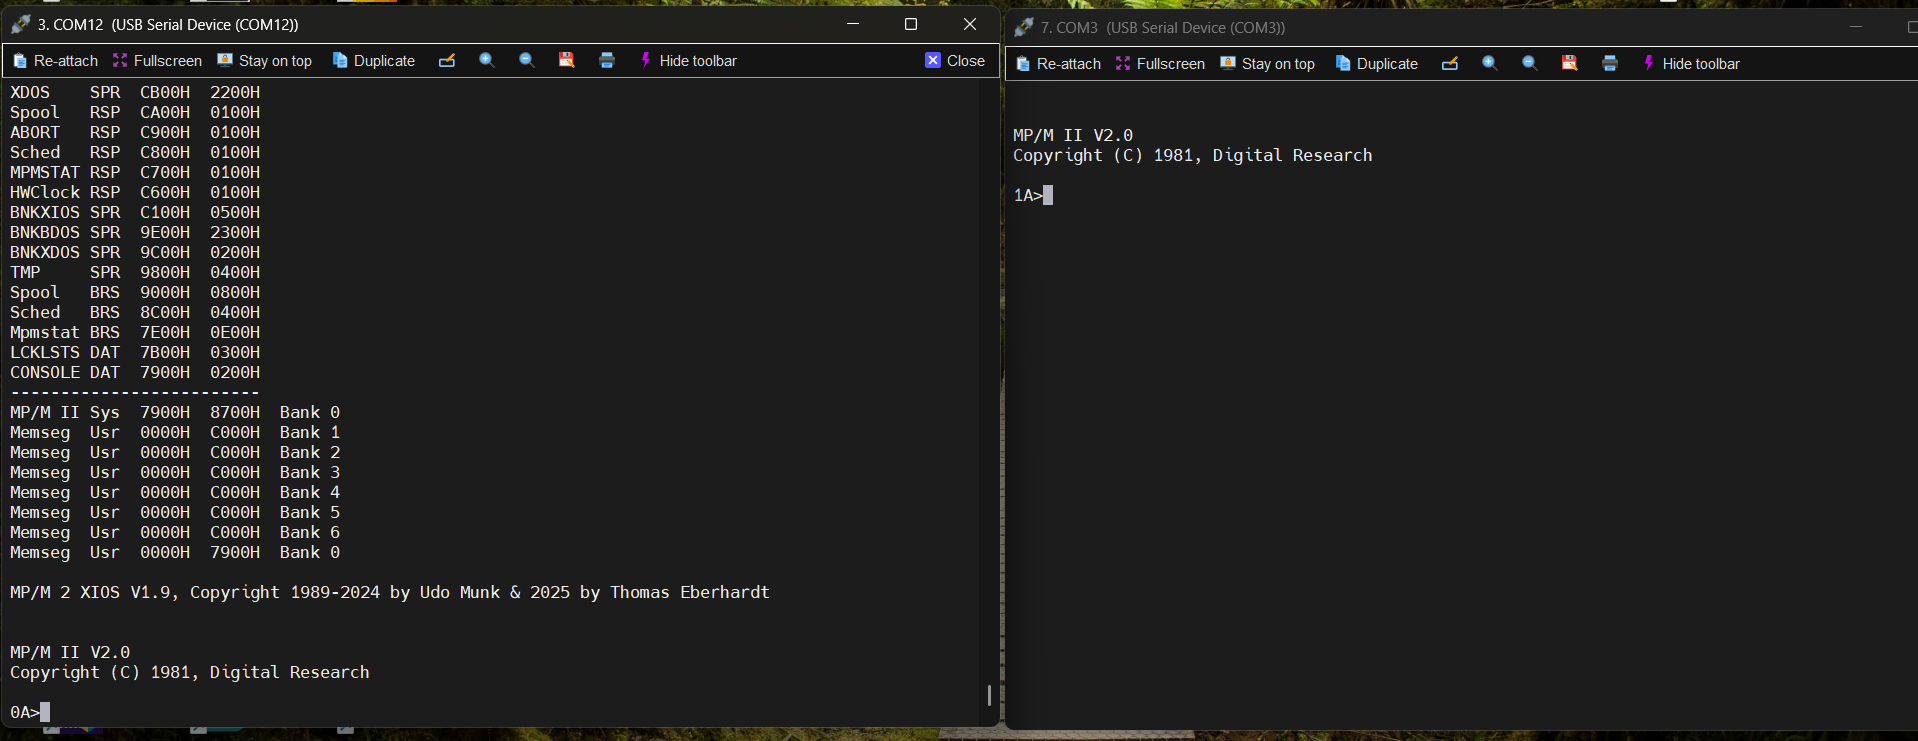 3. COM12  (USB Serial Device (COM12))
Re-attach Fullscreen Stay on top Duplicate Hide toolbar Close
XDOS    SPR  CB00H  2200H
Spool   RSP  CA00H  0100H
ABORT   RSP  C900H  0100H
Sched   RSP  C800H  0100H
MPMSTAT RSP  C700H  0100H
HWClock RSP  C600H  0100H
BNKXIOS SPR  C100H  0500H
BNKBDOS SPR  9E00H  2300H
BNKXDOS SPR  9C00H  0200H
TMP     SPR  9800H  0400H
Spool   BRS  9000H  0800H
Sched   BRS  8C00H  0400H
Mpmstat BRS  7E00H  0E00H
LCKLSTS DAT  7B00H  0300H
CONSOLE DAT  7900H  0200H
-------------------------
MP/M II Sys  7900H  8700H  Bank 0
Memseg  Usr  0000H  C000H  Bank 1
Memseg  Usr  0000H  C000H  Bank 2
Memseg  Usr  0000H  C000H  Bank 3
Memseg  Usr  0000H  C000H  Bank 4
Memseg  Usr  0000H  C000H  Bank 5
Memseg  Usr  0000H  C000H  Bank 6
Memseg  Usr  0000H  7900H  Bank 0
MP/M 2 XIOS V1.9, Copyright 1989-2024 by Udo Munk & 2025 by Thomas Eberhardt
MP/M II V2.0
Copyright (C) 1981, Digital Research
0A>
7. COM3  (USB Serial Device (COM3))
Re-attach Fullscreen Stay on top Duplicate Hide toolbar
MP/M II V2.0
Copyright (C) 1981, Digital Research
1A>